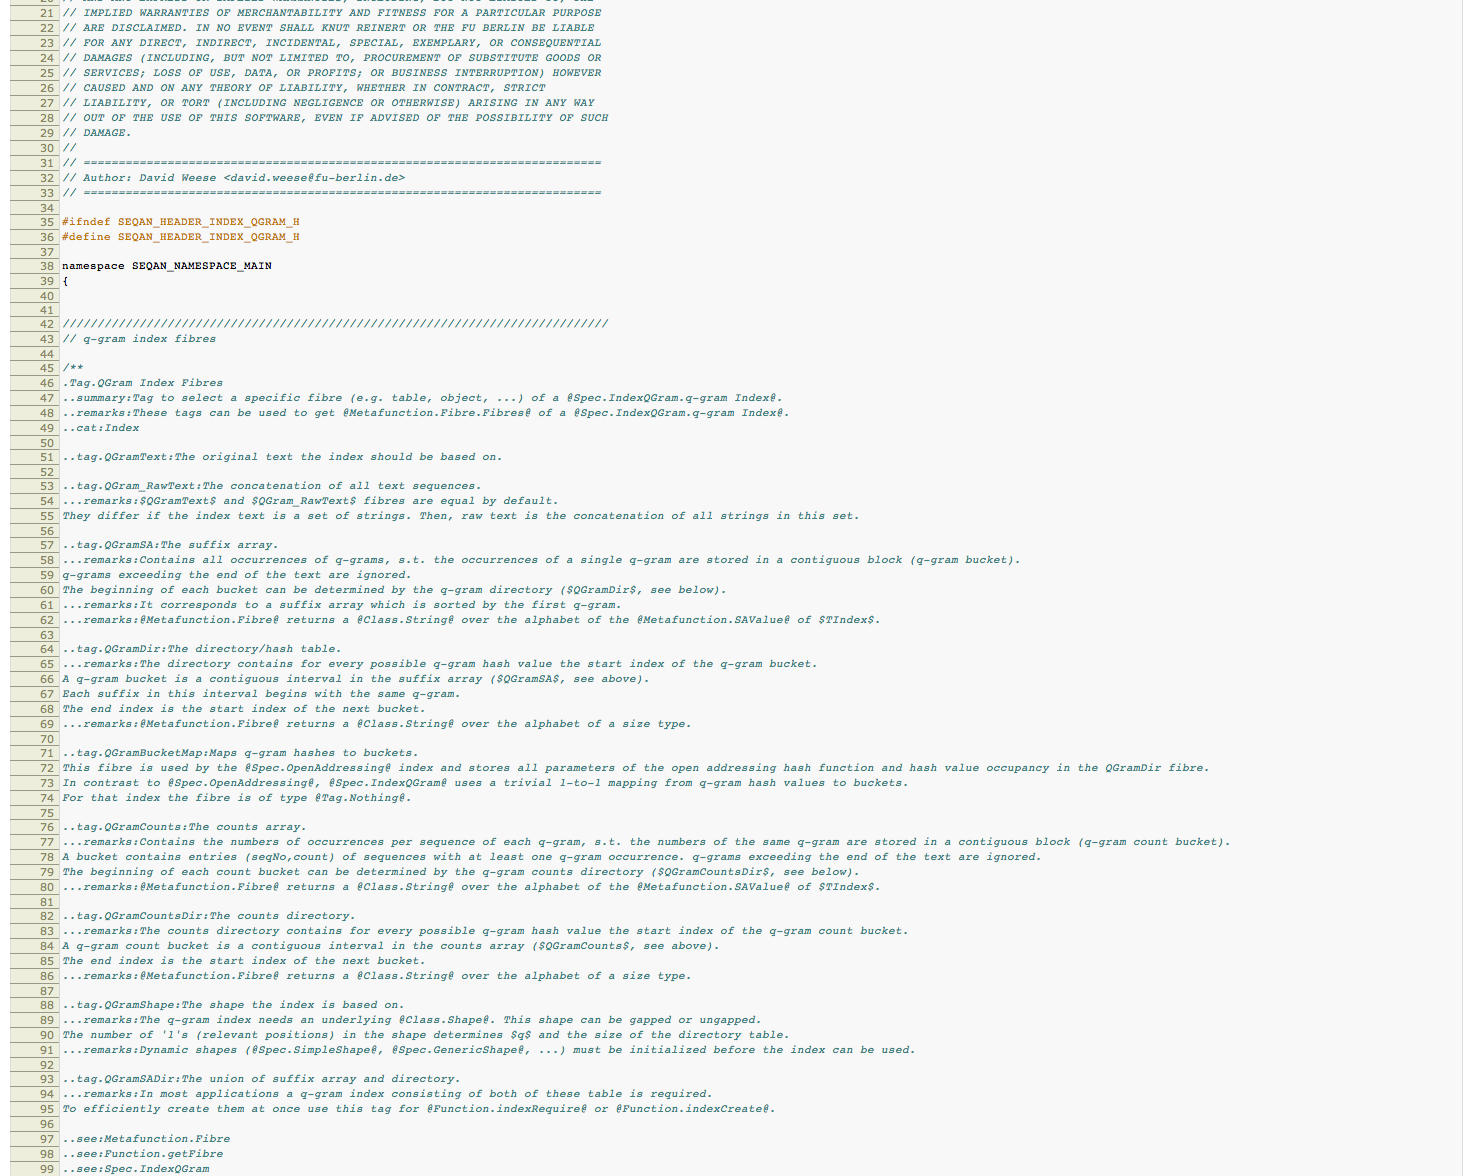 21 // IMPLIED WARRANTIES OF MERCHANTABILITY AND FITNESS FOR A PARTICULAR PURPOSE
22 // ARE DISCLAIMED. IN NO EVENT SHALL KNUT REINERT OR THE FU BERLIN BE LIABLE
23 // FOR ANY DIRECT, INDIRECT, INCIDENTAL, SPECIAL, EXEMPLARY, OR CONSEQUENTIAL
24 // DAMAGES (INCLUDING, BUT NOT LIMITED TO, PROCUREMENT OF SUBSTITUTE GOODS OR
25 // SERVICES; LOSS OF USE, DATA, OR PROFITS; OR BUSINESS INTERRUPTION) HOWEVER
26 // CAUSED AND ON ANY THEORY OF LIABILITY, WHETHER IN CONTRACT, STRICT
27 // LIABILITY, OR TORT (INCLUDING NEGLIGENCE OR OTHERWISE) ARISING IN ANY WAY
28 // OUT OF THE USE OF THIS SOFTWARE, EVEN IF ADVISED OF THE POSSIBILITY OF SUCH
29 // DAMAGE.
30 //
31 // ==========================================================================
32 // Author: David Weese <david.weese@fu-berlin.de>
33 // ==========================================================================
34
35 #ifndef SEQAN_HEADER_INDEX_QGRAM_H
36 #define SEQAN_HEADER_INDEX_QGRAM_H
37
38 namespace SEQAN_NAMESPACE_MAIN
39 {
40
41
42 //////////////////////////////////////////////////////////////////////////////
43 // q-gram index fibres
44
45 /**
46 .Tag.QGram Index Fibres
47 ..summary:Tag to select a specific fibre (e.g. table, object, ...) of a @Spec.IndexQGram.q-gram Index@.
48 ..remarks:These tags can be used to get @Metafunction.Fibre.Fibres@ of a @Spec.IndexQGram.q-gram Index@.
49 ..cat:Index
50
51 ..tag.QGramText:The original text the index should be based on.
52
53 ..tag.QGram_RawText:The concatenation of all text sequences.
54 ...remarks:$QGramText$ and $QGram_RawText$ fibres are equal by default.
55 They differ if the index text is a set of strings. Then, raw text is the concatenation of all strings in this set.
56
57 ..tag.QGramSA:The suffix array.
58 ...remarks:Contains all occurrences of q-grams, s.t. the occurrences of a single q-gram are stored in a contiguous block (q-gram bucket).
59 q-grams exceeding the end of the text are ignored.
60 The beginning of each bucket can be determined by the q-gram directory ($QGramDir$, see below).
61 ...remarks:It corresponds to a suffix array which is sorted by the first q-gram.
62 ...remarks:@Metafunction.Fibre@ returns a @Class.String@ over the alphabet of the @Metafunction.SAValue@ of $TIndex$.
63
64 ..tag.QGramDir:The directory/hash table.
65 ...remarks:The directory contains for every possible q-gram hash value the start index of the q-gram bucket.
66 A q-gram bucket is a contiguous interval in the suffix array ($QGramSA$, see above).
67 Each suffix in this interval begins with the same q-gram.
68 The end index is the start index of the next bucket.
69 ...remarks:@Metafunction.Fibre@ returns a @Class.String@ over the alphabet of a size type.
70
71 ..tag.QGramBucketMap:Maps q-gram hashes to buckets.
72 This fibre is used by the @Spec.OpenAddressing@ index and stores all parameters of the open addressing hash function and hash value occupancy in the QGramDir fibre.
73 In contrast to @Spec.OpenAddressing@, @Spec.IndexQGram@ uses a trivial 1-to-1 mapping from q-gram hash values to buckets.
74 For that index the fibre is of type @Tag.Nothing@.
75
76 ..tag.QGramCounts:The counts array.
77 ...remarks:Contains the numbers of occurrences per sequence of each q-gram, s.t. the numbers of the same q-gram are stored in a contiguous block (q-gram count bucket).
78 A bucket contains entries (seqNo,count) of sequences with at least one q-gram occurrence. q-grams exceeding the end of the text are ignored.
79 The beginning of each count bucket can be determined by the q-gram counts directory ($QGramCountsDir$, see below).
80 ...remarks:@Metafunction.Fibre@ returns a @Class.String@ over the alphabet of the @Metafunction.SAValue@ of $TIndex$.
81
82 ..tag.QGramCountsDir:The counts directory.
83 ...remarks:The counts directory contains for every possible q-gram hash value the start index of the q-gram count bucket.
84 A q-gram count bucket is a contiguous interval in the counts array ($QGramCounts$, see above).
85 The end index is the start index of the next bucket.
86 ...remarks:@Metafunction.Fibre@ returns a @Class.String@ over the alphabet of a size type.
87
88 ..tag.QGramShape:The shape the index is based on.
89 ...remarks:The q-gram index needs an underlying @Class.Shape@. This shape can be gapped or ungapped.
90 The number of '1's (relevant positions) in the shape determines $q$ and the size of the directory table.
91 ...remarks:Dynamic shapes (@Spec.SimpleShape@, @Spec.GenericShape@, ...) must be initialized before the index can be used.
92
93 ..tag.QGramSADir:The union of suffix array and directory.
94 ...remarks:In most applications a q-gram index consisting of both of these table is required.
95 To efficiently create them at once use this tag for @Function.indexRequire@ or @Function.indexCreate@.
96
97 ..see:Metafunction.Fibre
98 ..see:Function.getFibre
99 ..see:Spec.IndexQGram